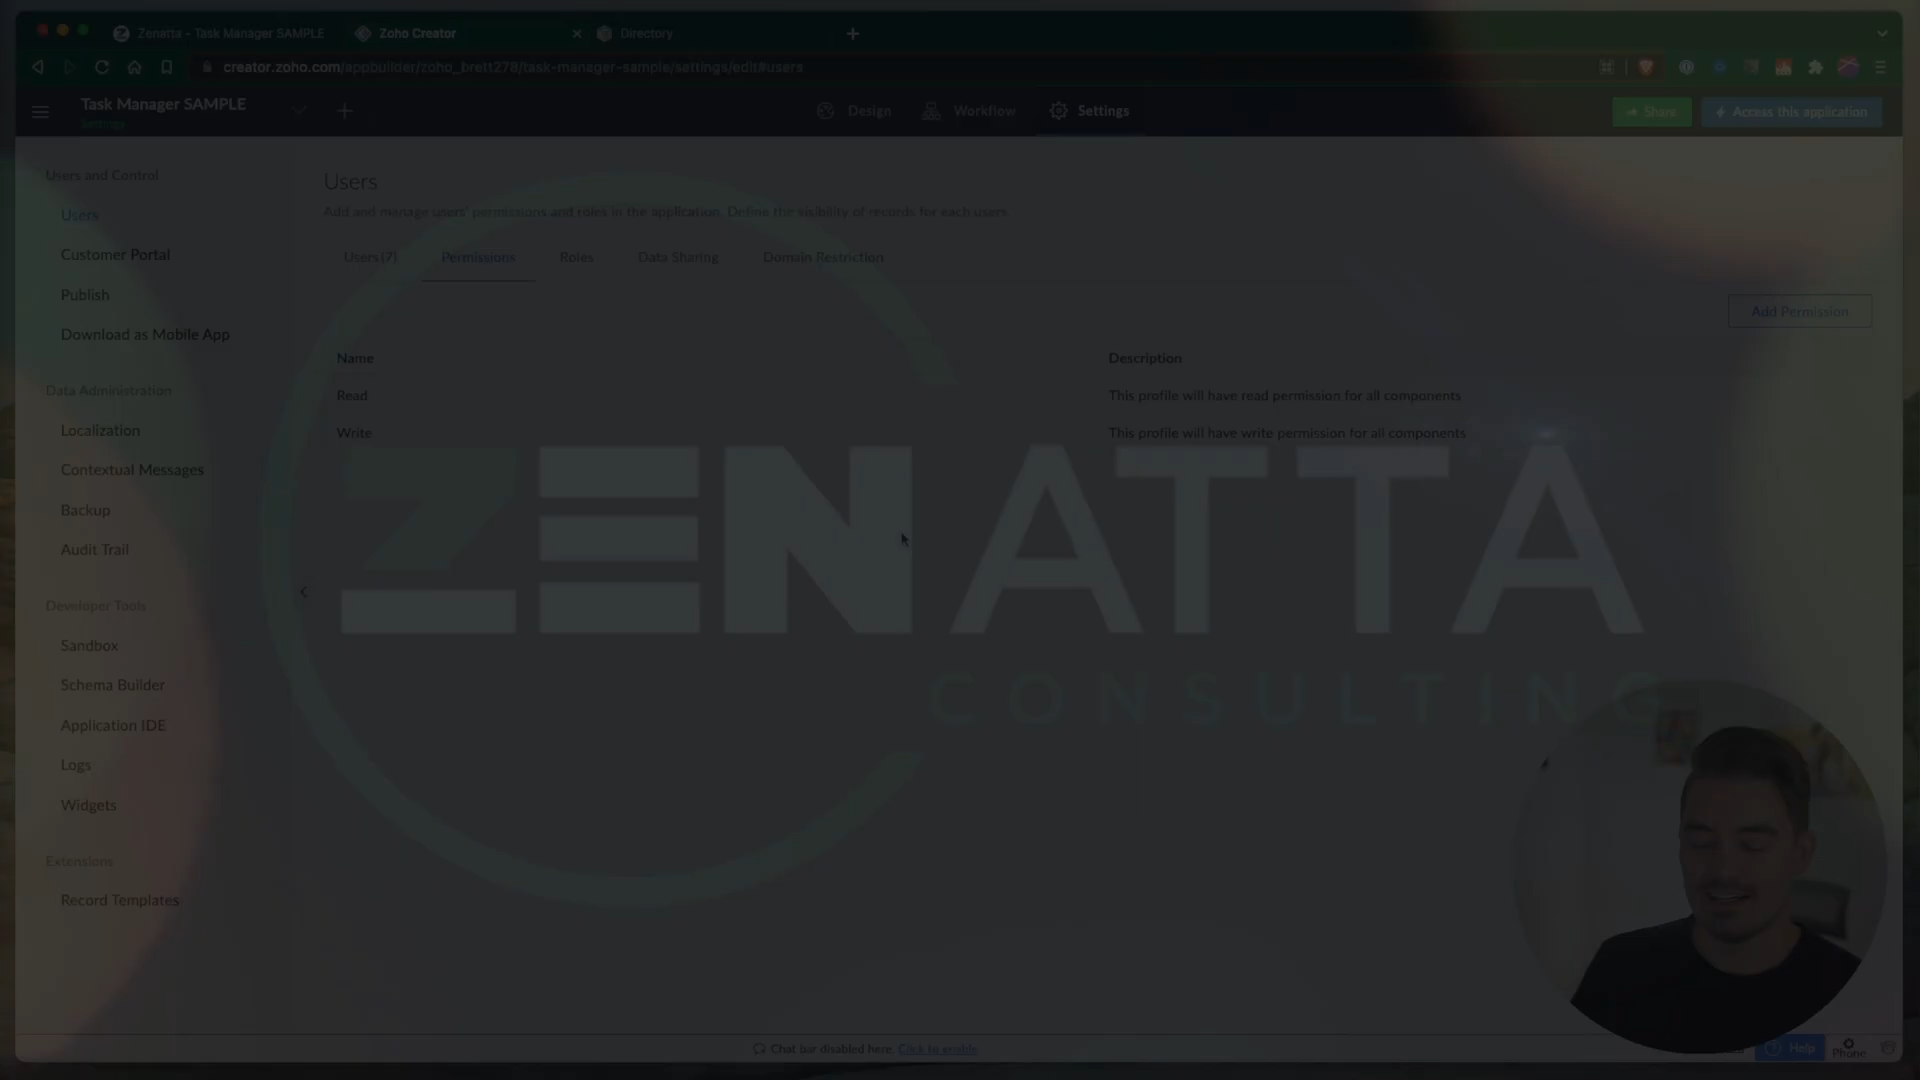 Zenatta - Task Manager SAMPLE
Zoho Creator
Directory
creator.zoho.com/appbuilder/zoho_brett278/task-manager-sample/settings/edit#users
Task Manager SAMPLE
Settings
Design
Workflow
Settings
Share
Access this application
Users and Control
Users
Customer Portal
Publish
Download as Mobile App
Data Administration
Localization
Contextual Messages
Backup
Audit Trail
Developer Tools
Sandbox
Schema Builder
Application IDE
Logs
Widgets
Extensions
Record Templates
Users
Add and manage users' permissions and roles in the application. Define the visibility of records for each users
Users (7)
Permissions
Roles
Data Sharing
Domain Restriction
Add Permission
Name
Description
Read
This profile will have read permission for all components
Write
This profile will have write permission for all components
ZENATTA
CONSULTING
Chat bar disabled here. Click to enable
Help
Phone